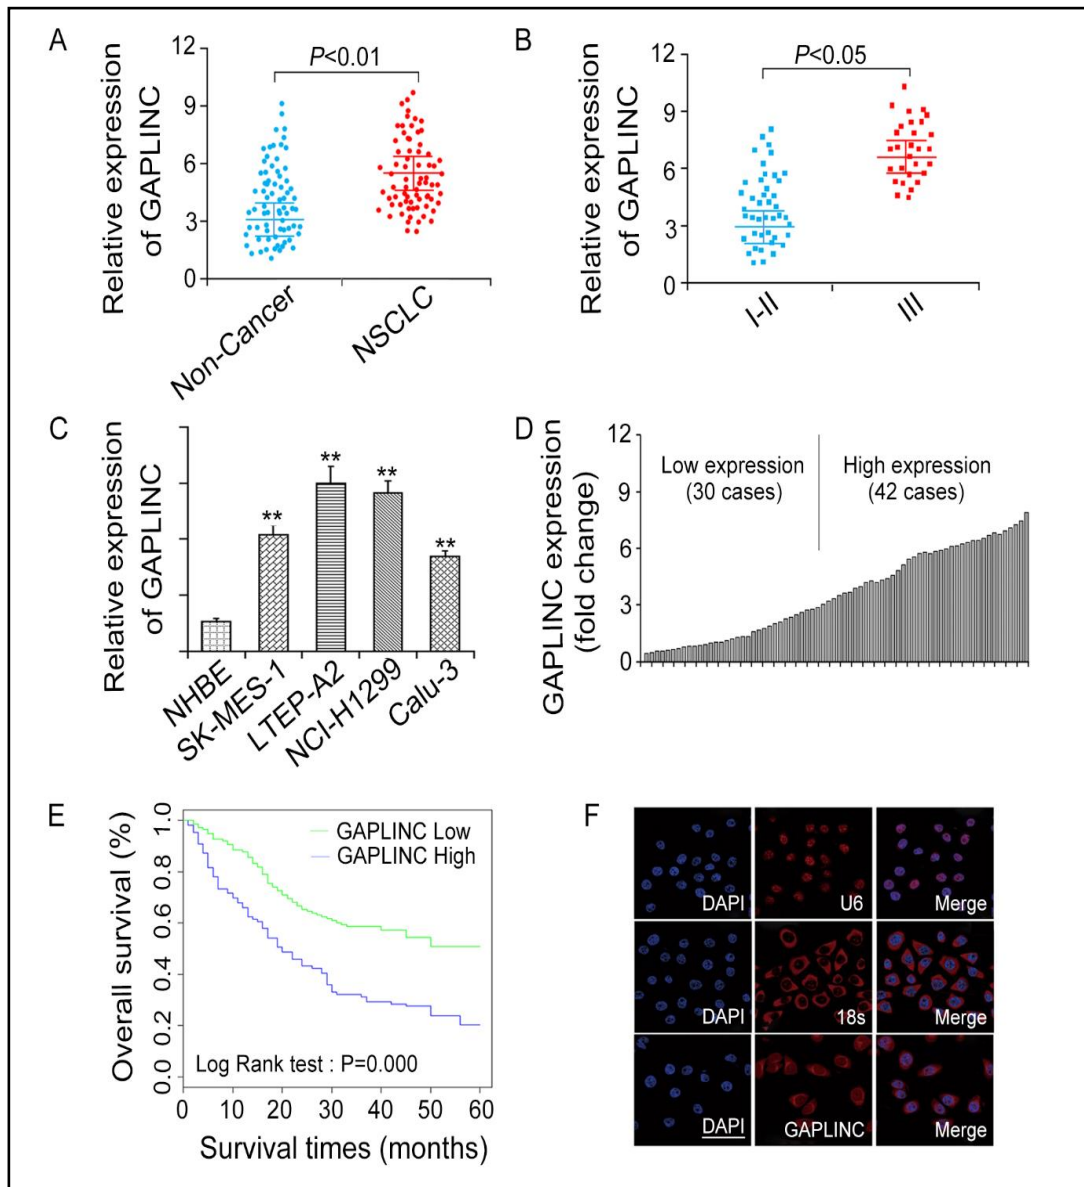 A
Relative expression
of GAPLINC
12
9
6
3
0
P<0.01
Non-Cancer
NSCLC
B
Relative expression
of GAPLINC
12
9
6
3
0
P<0.05
I-II
III
C
Relative expression
of GAPLINC
**
**
**
**
NHBE
SK-MES-1
LTEP-A2
NCI-H1299
Calu-3
D
GAPLINC expression
(fold change)
12
9
6
3
0
Low expression
(30 cases)
High expression
(42 cases)
E
Overall survival (%)
1.0
0.8
0.6
0.4
0.2
0.0
GAPLINC Low
GAPLINC High
Log Rank test : P=0.000
0 10 20 30 40 50 60
Survival times (months)
F
DAPI
U6
Merge
DAPI
18s
Merge
DAPI
GAPLINC
Merge